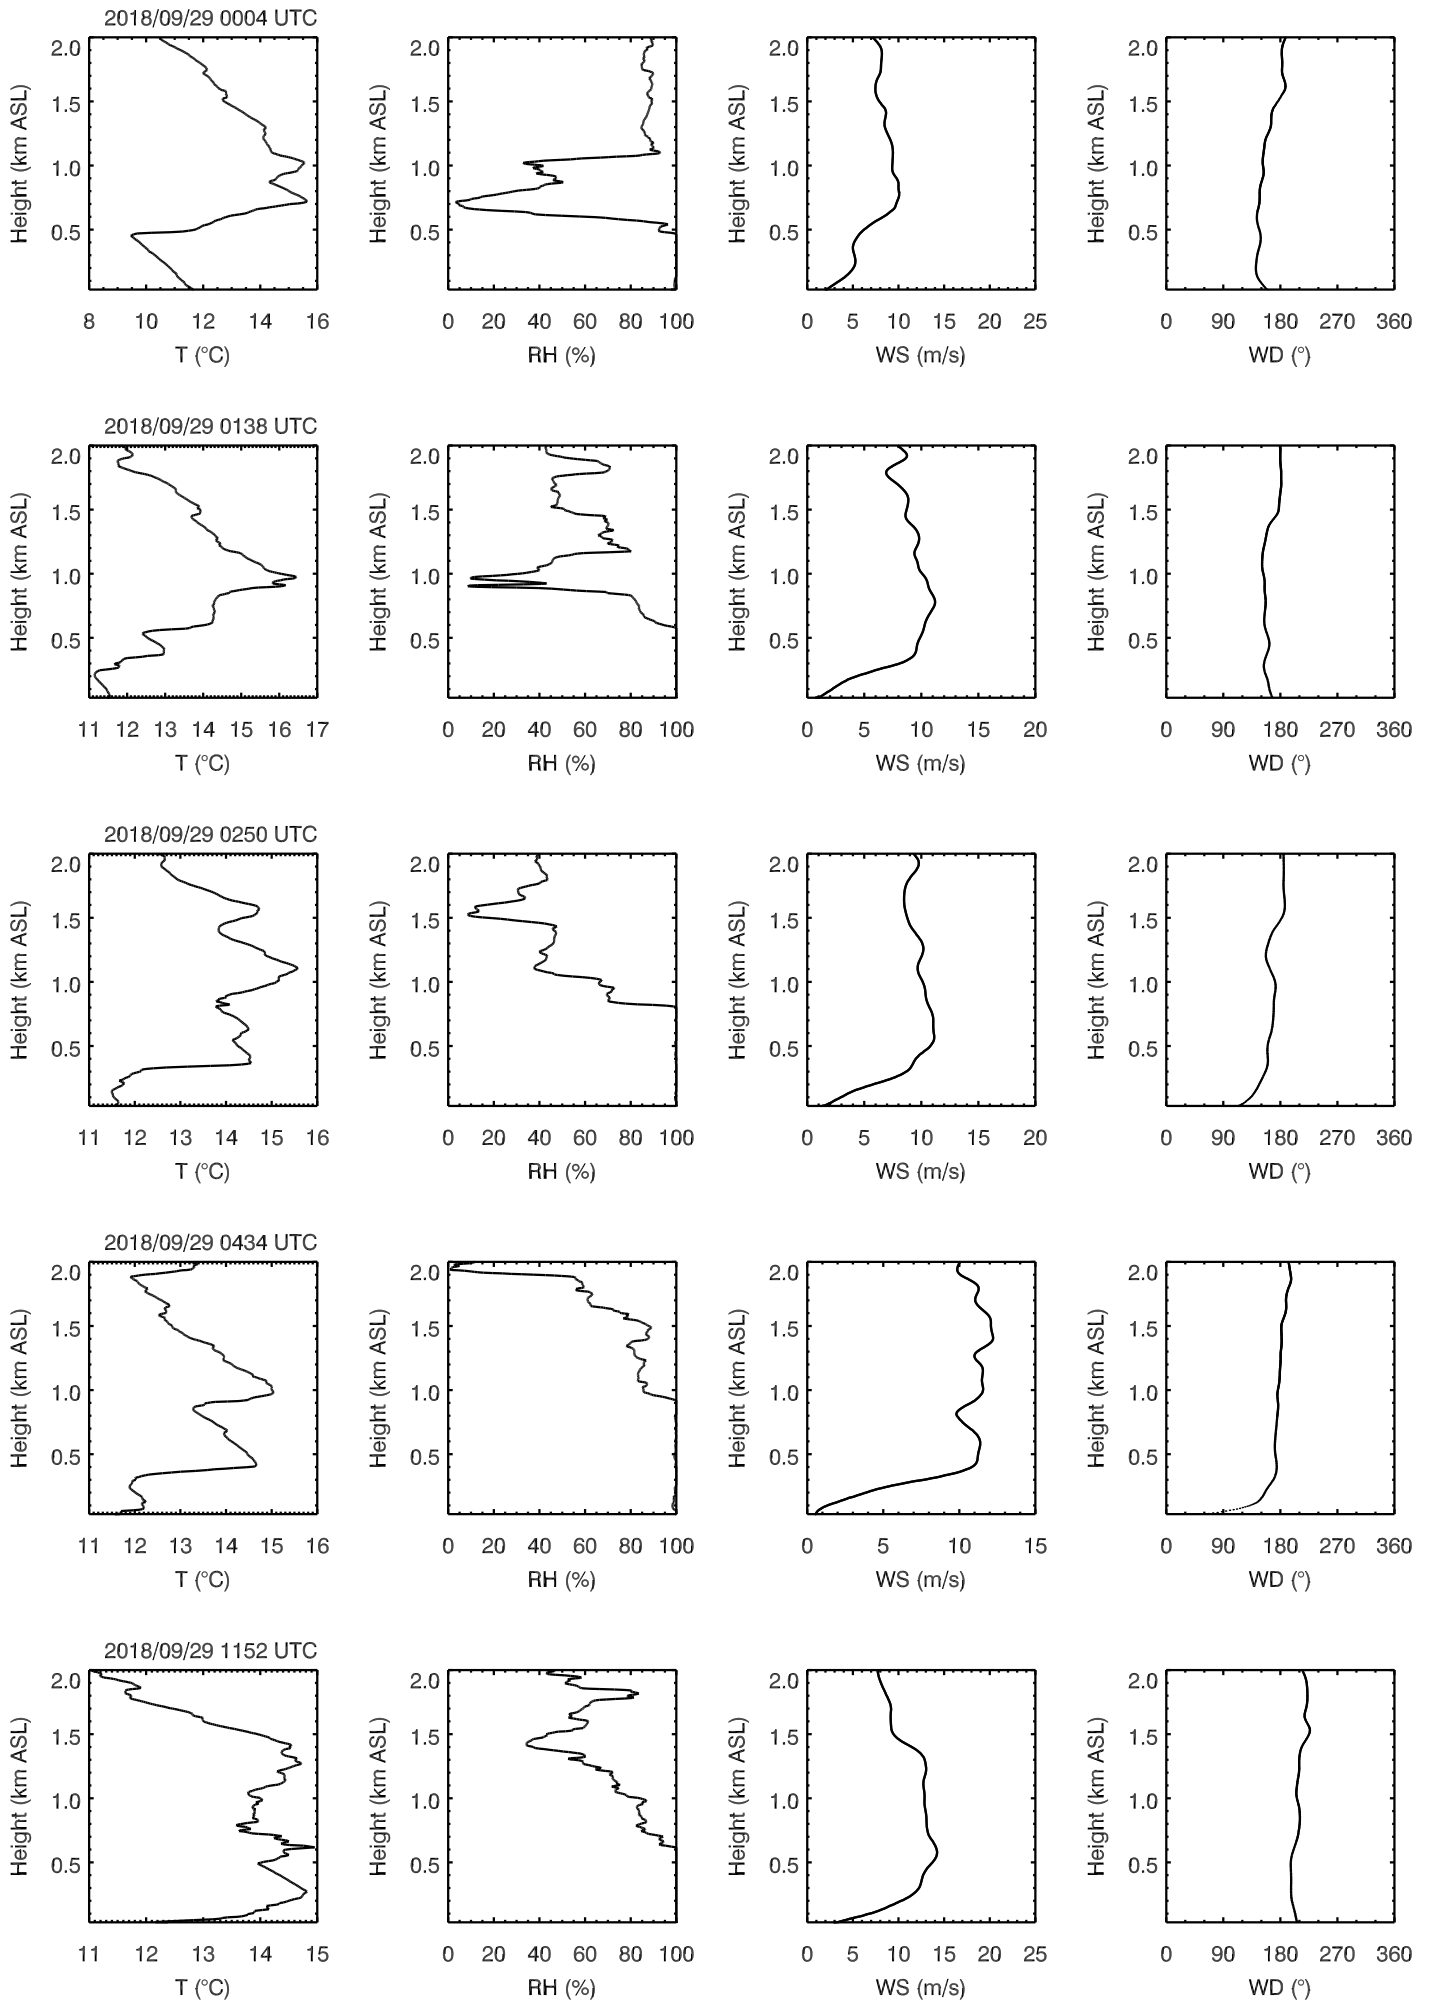 2018/09/29 0004 UTC
2.0 2.0 2.0 2.0
1.5 1.5 1.5 1.5
1.0 1.0 1.0 1.0
0.5 0.5 0.5 0.5
Height (km ASL) Height (km ASL) Height (km ASL) Height (km ASL)
8 10 12 14 16 0 20 40 60 80 100 0 5 10 15 20 25 0 90 180 270 360
T (°C) RH (%) WS (m/s) WD (°)
2018/09/29 0138 UTC
2.0 2.0 2.0 2.0
1.5 1.5 1.5 1.5
1.0 1.0 1.0 1.0
0.5 0.5 0.5 0.5
Height (km ASL) Height (km ASL) Height (km ASL) Height (km ASL)
11 12 13 14 15 16 17 0 20 40 60 80 100 0 5 10 15 20 0 90 180 270 360
T (°C) RH (%) WS (m/s) WD (°)
2018/09/29 0250 UTC
2.0 2.0 2.0 2.0
1.5 1.5 1.5 1.5
1.0 1.0 1.0 1.0
0.5 0.5 0.5 0.5
Height (km ASL) Height (km ASL) Height (km ASL) Height (km ASL)
11 12 13 14 15 16 0 20 40 60 80 100 0 5 10 15 20 0 90 180 270 360
T (°C) RH (%) WS (m/s) WD (°)
2018/09/29 0434 UTC
2.0 2.0 2.0 2.0
1.5 1.5 1.5 1.5
1.0 1.0 1.0 1.0
0.5 0.5 0.5 0.5
Height (km ASL) Height (km ASL) Height (km ASL) Height (km ASL)
11 12 13 14 15 16 0 20 40 60 80 100 0 5 10 15 0 90 180 270 360
T (°C) RH (%) WS (m/s) WD (°)
2018/09/29 1152 UTC
2.0 2.0 2.0 2.0
1.5 1.5 1.5 1.5
1.0 1.0 1.0 1.0
0.5 0.5 0.5 0.5
Height (km ASL) Height (km ASL) Height (km ASL) Height (km ASL)
11 12 13 14 15 0 20 40 60 80 100 0 5 10 15 20 25 0 90 180 270 360
T (°C) RH (%) WS (m/s) WD (°)